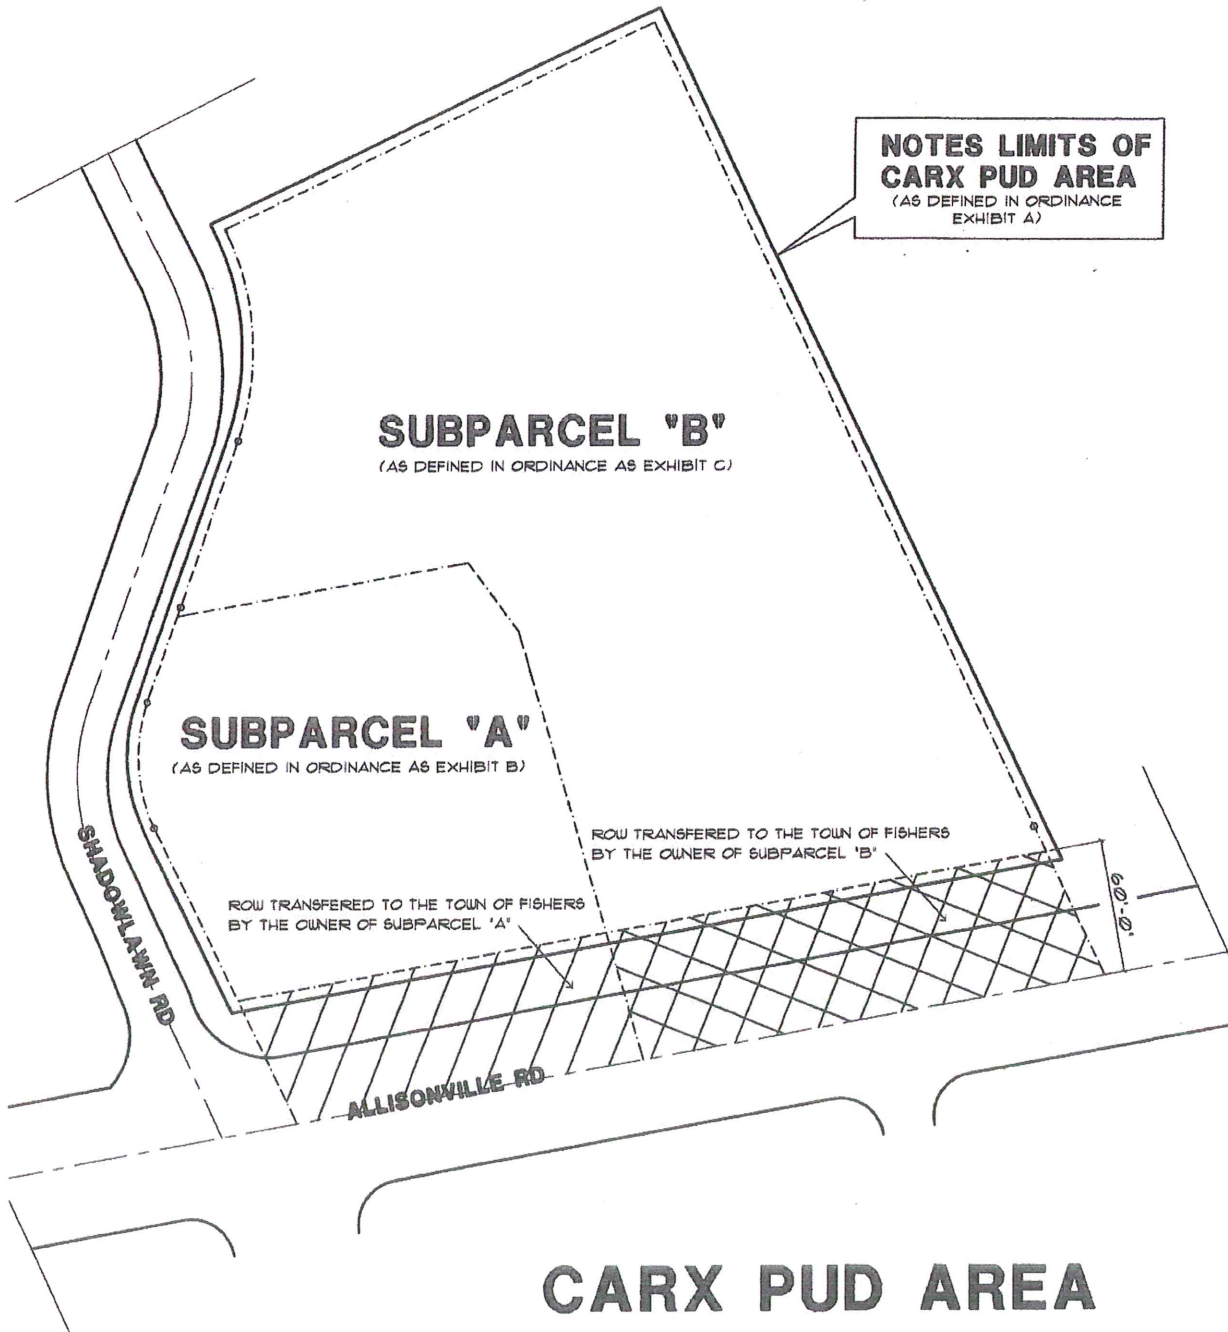 NOTES LIMITS OF
CARX PUD AREA
(AS DEFINED IN ORDINANCE
EXHIBIT A)
SUBPARCEL "B"
(AS DEFINED IN ORDINANCE AS EXHIBIT C)
SUBPARCEL "A"
(AS DEFINED IN ORDINANCE AS EXHIBIT B)
ROW TRANSFERED TO THE TOWN OF FISHERS
BY THE OWNER OF SUBPARCEL "B"
ROW TRANSFERED TO THE TOWN OF FISHERS
BY THE OWNER OF SUBPARCEL "A"
60'-0"
SHADOWLAWN RD
ALLISONVILLE RD
CARX PUD AREA